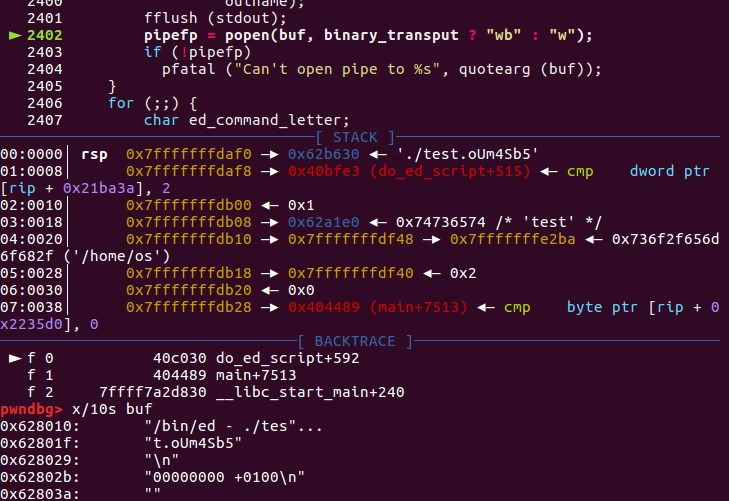 2400                    outname);
2401         fflush (stdout);
► 2402         pipefp = popen(buf, binary_transput ? "wb" : "w");
2403         if (!pipefp)
2404           pfatal ("Can't open pipe to %s", quotearg (buf));
2405     }
2406     for (;;) {
2407         char ed_command_letter;
[ STACK ]
00:0000│ rsp  0x7fffffffdaf0 —▸ 0x62b630 ◂— './test.oUm4Sb5'
01:0008│      0x7fffffffdaf8 —▸ 0x40bfe3 (do_ed_script+515) ◂— cmp    dword ptr
[rip + 0x21ba3a], 2
02:0010│      0x7fffffffdb00 ◂— 0x1
03:0018│      0x7fffffffdb08 —▸ 0x62a1e0 ◂— 0x74736574 /* 'test' */
04:0020│      0x7fffffffdb10 —▸ 0x7fffffffdf48 —▸ 0x7fffffffe2ba ◂— 0x736f2f656d
6f682f ('/home/os')
05:0028│      0x7fffffffdb18 —▸ 0x7fffffffdf40 ◂— 0x2
06:0030│      0x7fffffffdb20 ◂— 0x0
07:0038│      0x7fffffffdb28 —▸ 0x404489 (main+7513) ◂— cmp    byte ptr [rip + 0
x2235d0], 0
[ BACKTRACE ]
► f 0           40c030 do_ed_script+592
f 1           404489 main+7513
f 2     7ffff7a2d830 __libc_start_main+240
pwndbg> x/10s buf
0x628010:       "/bin/ed - ./tes"...
0x62801f:       "t.oUm4Sb5"
0x628029:       "\n"
0x62802b:       "00000000 +0100\n"
0x62803a:       ""